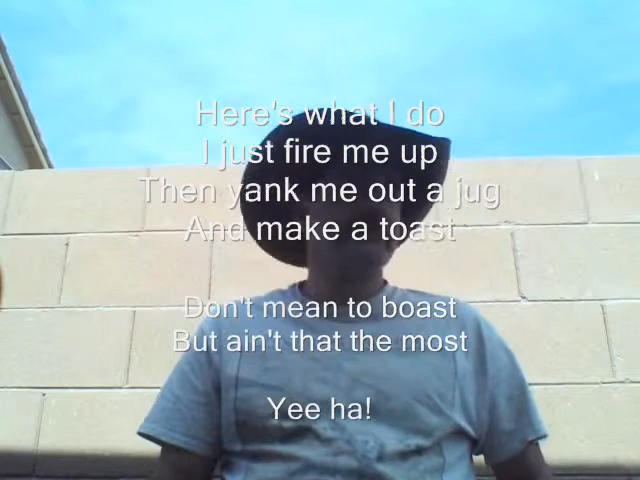 Here's what I do
I just fire me up
Then yank me out a jug
And make a toast
Don't mean to boast
But ain't that the most
Yee ha!